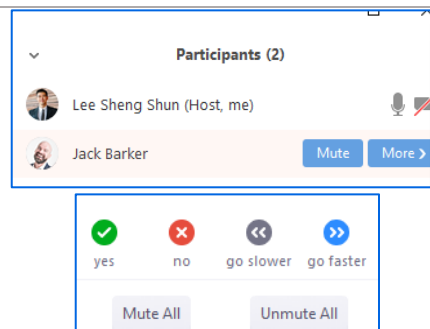 Participants (2)
Lee Sheng Shun (Host, me)
Jack Barker Mute More
yes no go slower go faster
Mute All Unmute All